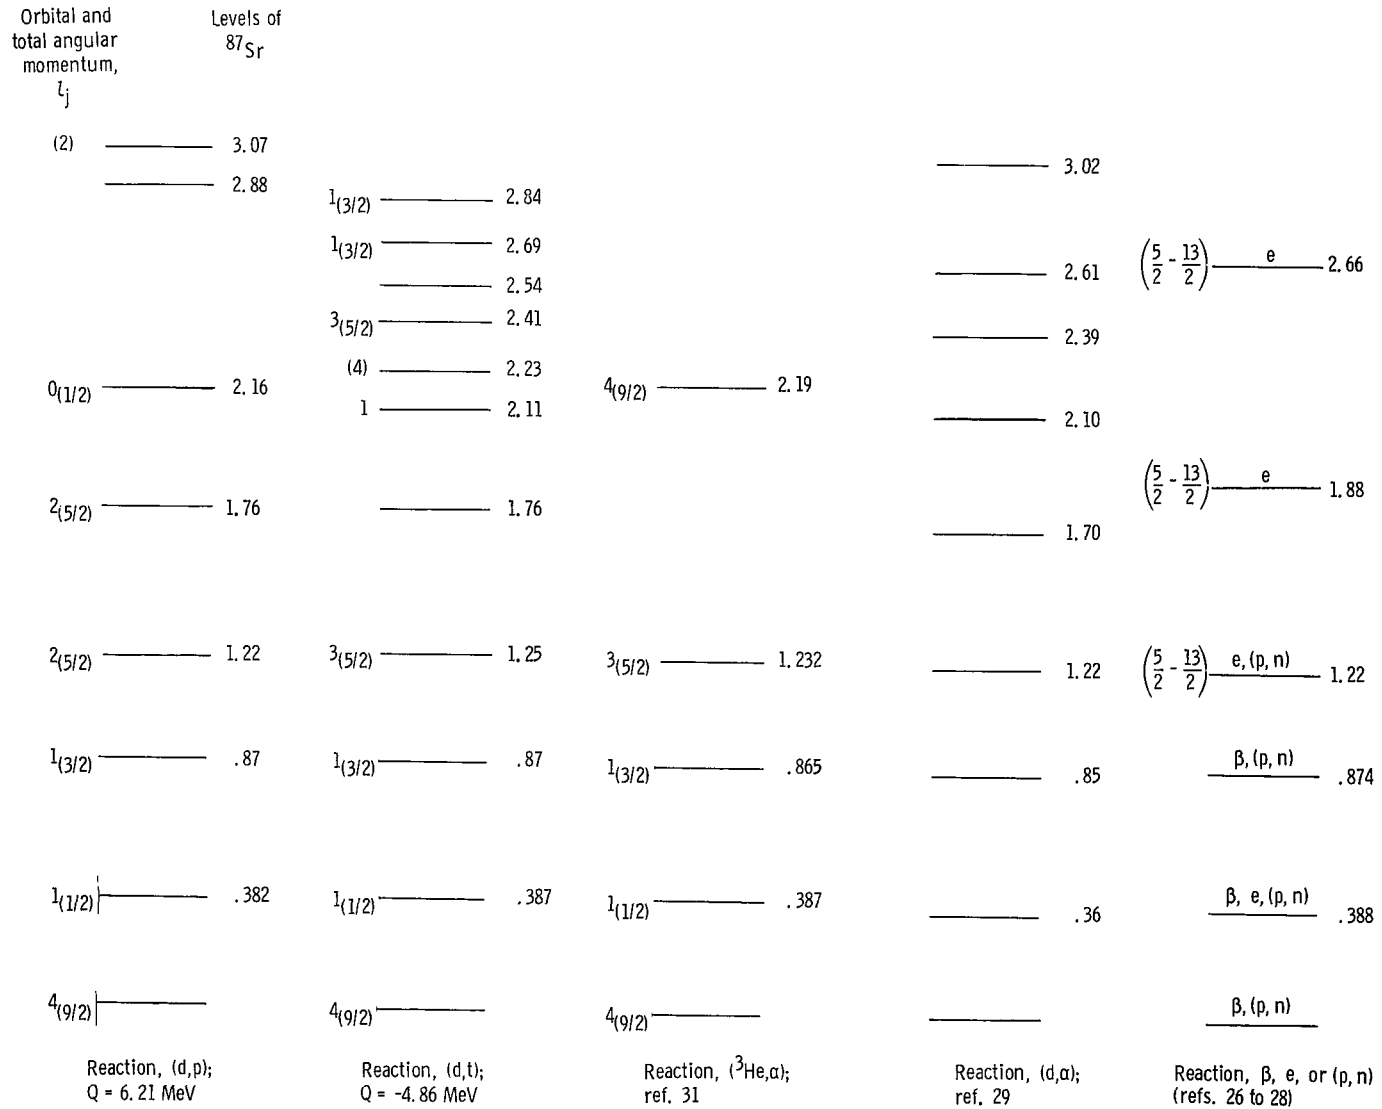 Orbital and
total angular
momentum,
lj
Levels of
87Sr
(2) 3.07
2.88
0(1/2) 2.16
2(5/2) 1.76
2(5/2) 1.22
1(3/2) .87
1(1/2) .382
4(9/2)
Reaction, (d,p);
Q = 6.21 MeV
1(3/2) 2.84
1(3/2) 2.69
2.54
3(5/2) 2.41
(4) 2.23
1 2.11
1.76
3(5/2) 1.25
1(3/2) .87
1(1/2) .387
4(9/2)
Reaction, (d,t);
Q = -4.86 MeV
4(9/2) 2.19
3(5/2) 1.232
1(3/2) .865
1(1/2) .387
4(9/2)
Reaction, (3He,α);
ref. 31
3.02
2.61
2.39
2.10
1.70
1.22
.85
.36
Reaction, (d,α);
ref. 29
(5/2 - 13/2) e 2.66
(5/2 - 13/2) e 1.88
(5/2 - 13/2) e, (p, n) 1.22
β, (p, n) .874
β, e, (p, n) .388
β, (p, n)
Reaction, β, e, or (p, n)
(refs. 26 to 28)